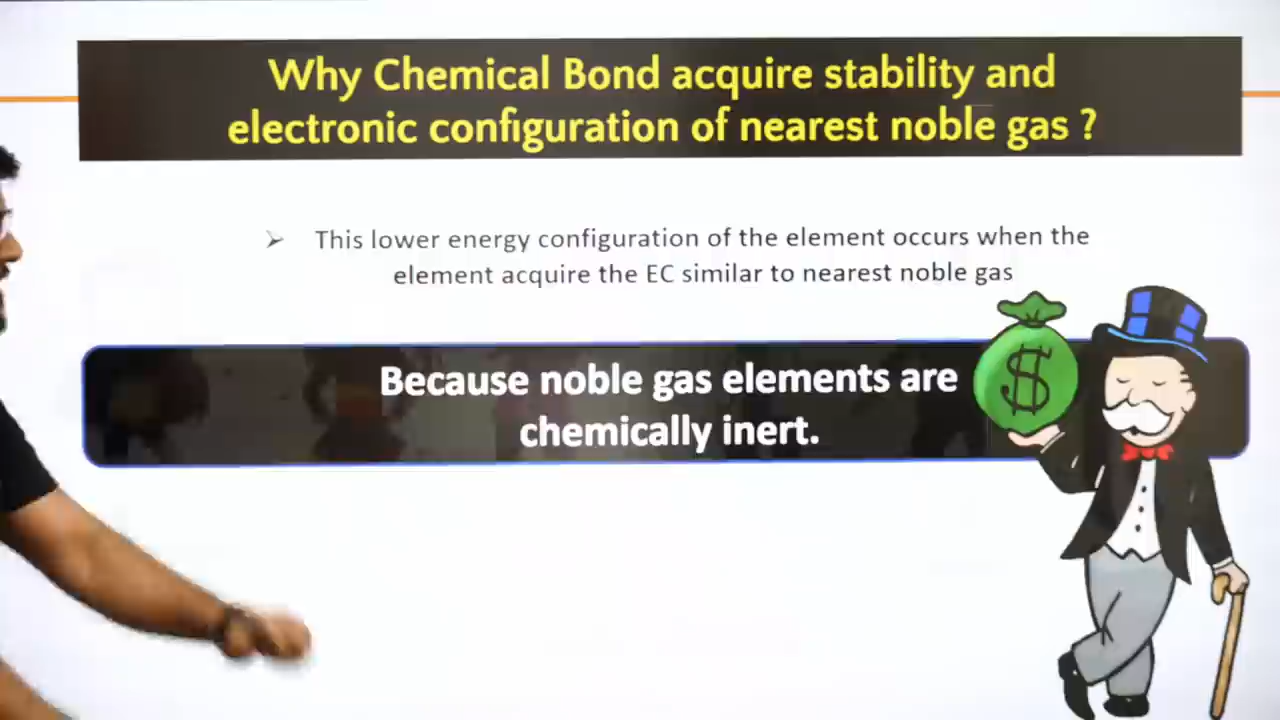 Why Chemical Bond acquire stability and
electronic configuration of nearest noble gas ?
➢ This lower energy configuration of the element occurs when the
element acquire the EC similar to nearest noble gas
Because noble gas elements are
chemically inert.
$